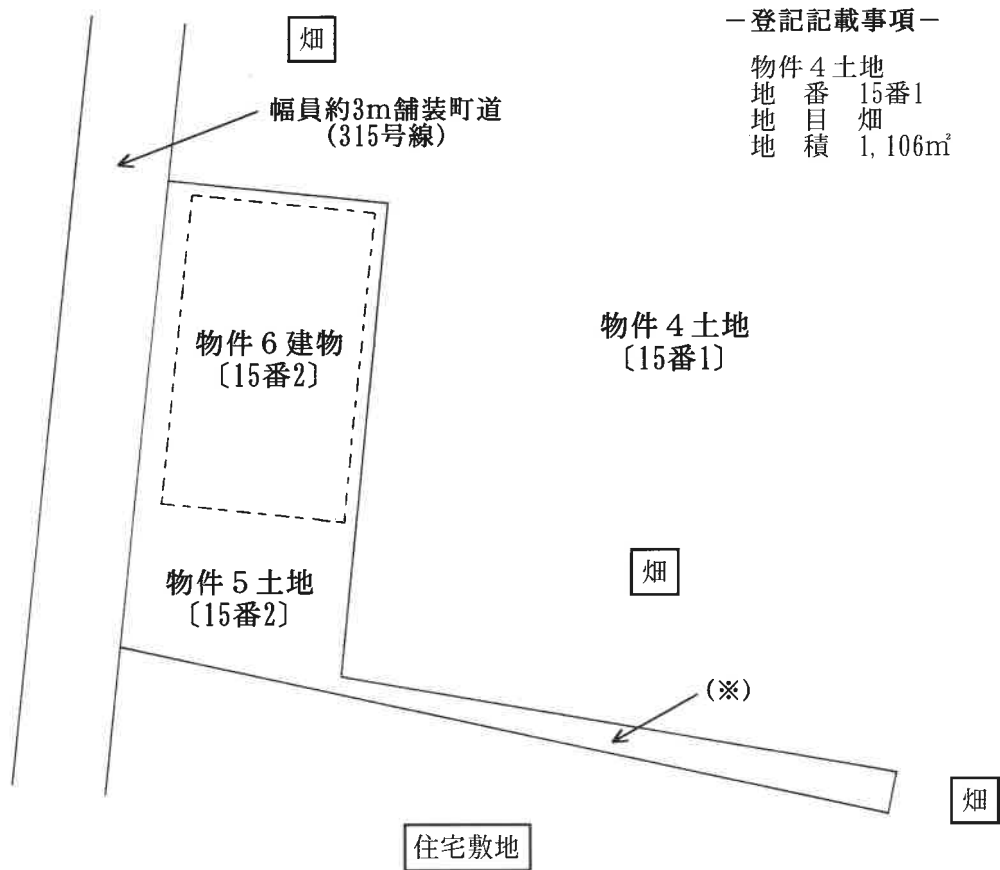 畑
－登記記載事項－
物件４土地
地　番　15番1
地　目　畑
地　積　1,106㎡
幅員約3m舗装町道
(315号線)
物件６建物
〔15番2〕
物件４土地
〔15番1〕
物件５土地
〔15番2〕
畑
(※)
畑
住宅敷地